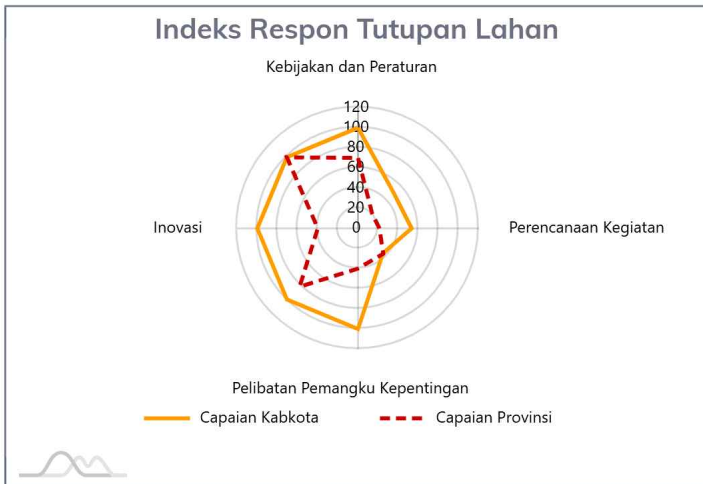 Indeks Respon Tutupan Lahan
Kebijakan dan Peraturan
120
100
80
60
40
20
0
Inovasi
Perencanaan Kegiatan
Pelibatan Pemangku Kepentingan
Capaian Kabkota
Capaian Provinsi